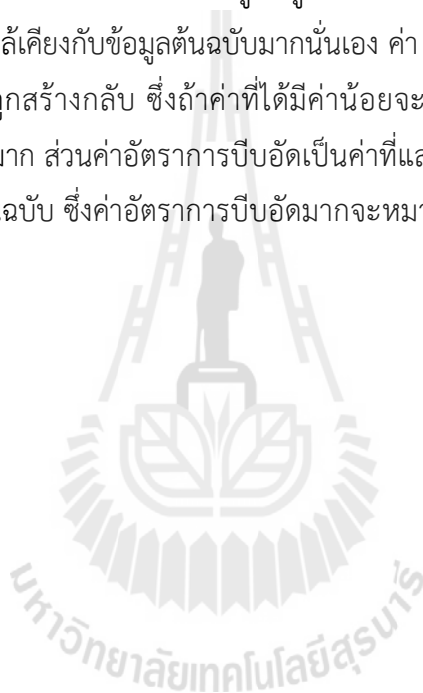 ล้เคียงกับข้อมูลต้นฉบับมากนั่นเอง ค่า
ูกสร้างกลับ ซึ่งถ้าค่าที่ได้มีค่าน้อยจะ
มาก ส่วนค่าอัตราการบีบอัดเป็นค่าที่แส
นฉบับ ซึ่งค่าอัตราการบีบอัดมากจะหมา
มหาวิทยาลัยเทคโนโลยีสุรนารี